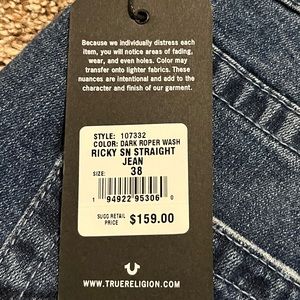 Because we individually distress each
item, you will notice areas of fading,
wear, and even holes. Color may
transfer onto lighter fabrics. These
nuances are intentional and add to the
character and finish of our garment.
STYLE: 107332
COLOR: DARK ROPER WASH
RICKY SN STRAIGHT
JEAN
SIZE:
38
1 94922 95306 0
SUGG RETAIL
PRICE $159.00
WWW.TRUERELIGION.COM